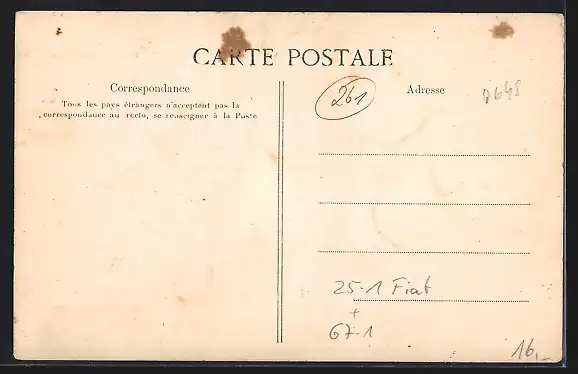 CARTE POSTALE
Correspondance
Tous les pays étrangers n'acceptent pas la
correspondance au recto, se renseigner à la Poste
261
Adresse
D648
25-1 Fiat
+
67-1
16,-